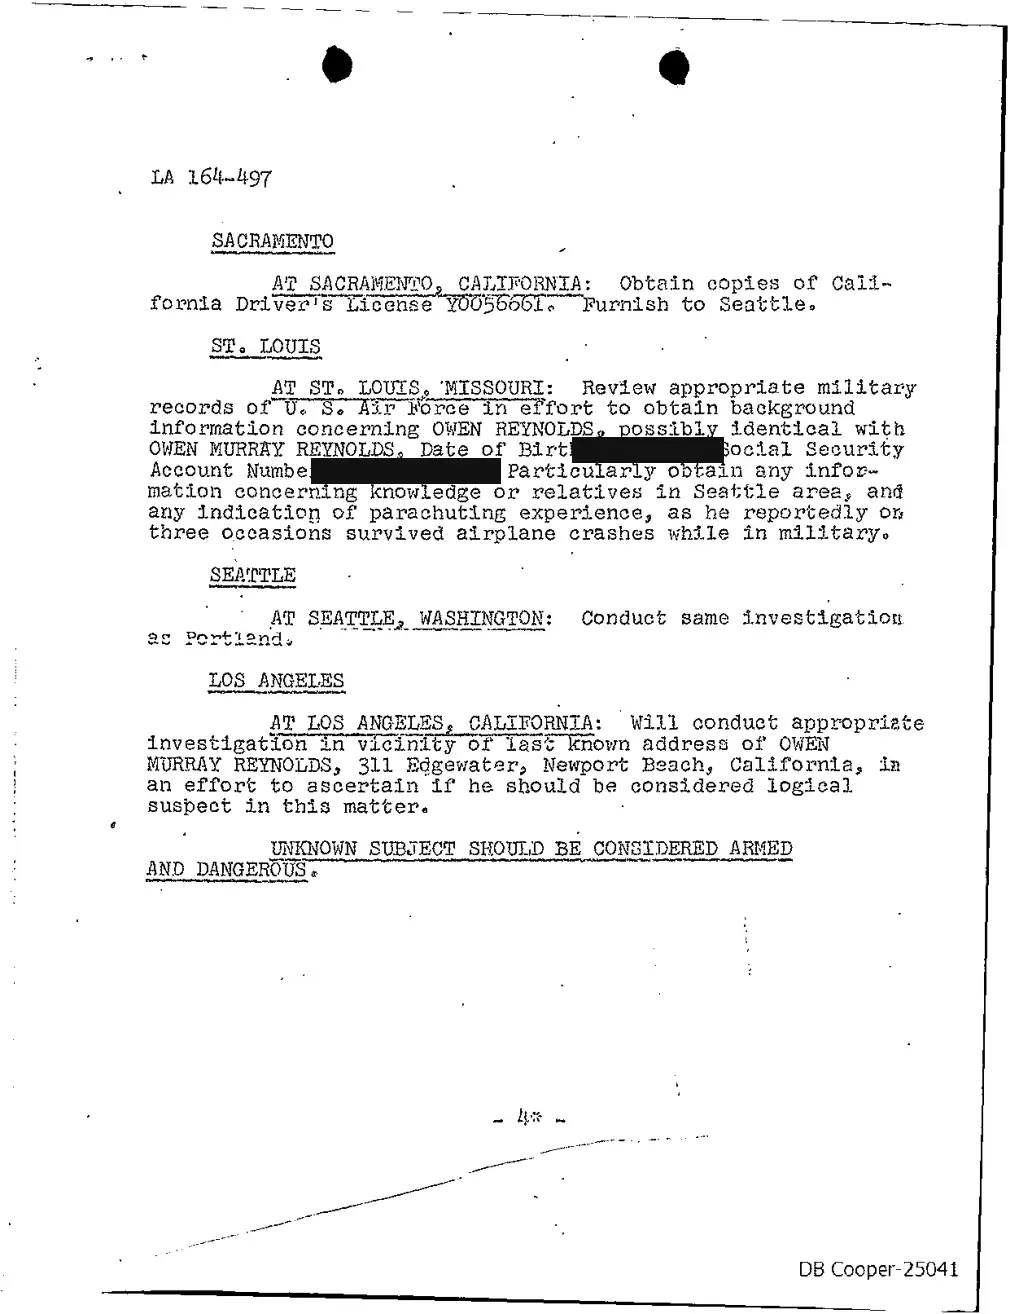 LA 164-497
SACRAMENTO
AT SACRAMENTO, CALIFORNIA: Obtain copies of Cali-
fornia Driver's License Y0056661. Furnish to Seattle.
ST. LOUIS
AT ST. LOUIS, MISSOURI: Review appropriate military
records of U. S. Air Force in effort to obtain background
information concerning OWEN REYNOLDS, possibly identical with
OWEN MURRAY REYNOLDS, Date of Birt Social Security
Account Numbe Particularly obtain any infor-
mation concerning knowledge or relatives in Seattle area, and
any indication of parachuting experience, as he reportedly on
three occasions survived airplane crashes while in military.
SEATTLE
AT SEATTLE, WASHINGTON: Conduct same investigation
as Portland.
LOS ANGELES
AT LOS ANGELES, CALIFORNIA: Will conduct appropriate
investigation in vicinity of last known address of OWEN
MURRAY REYNOLDS, 311 Edgewater, Newport Beach, California, in
an effort to ascertain if he should be considered logical
suspect in this matter.
UNKNOWN SUBJECT SHOULD BE CONSIDERED ARMED
AND DANGEROUS.
- 4* -
DB Cooper-25041